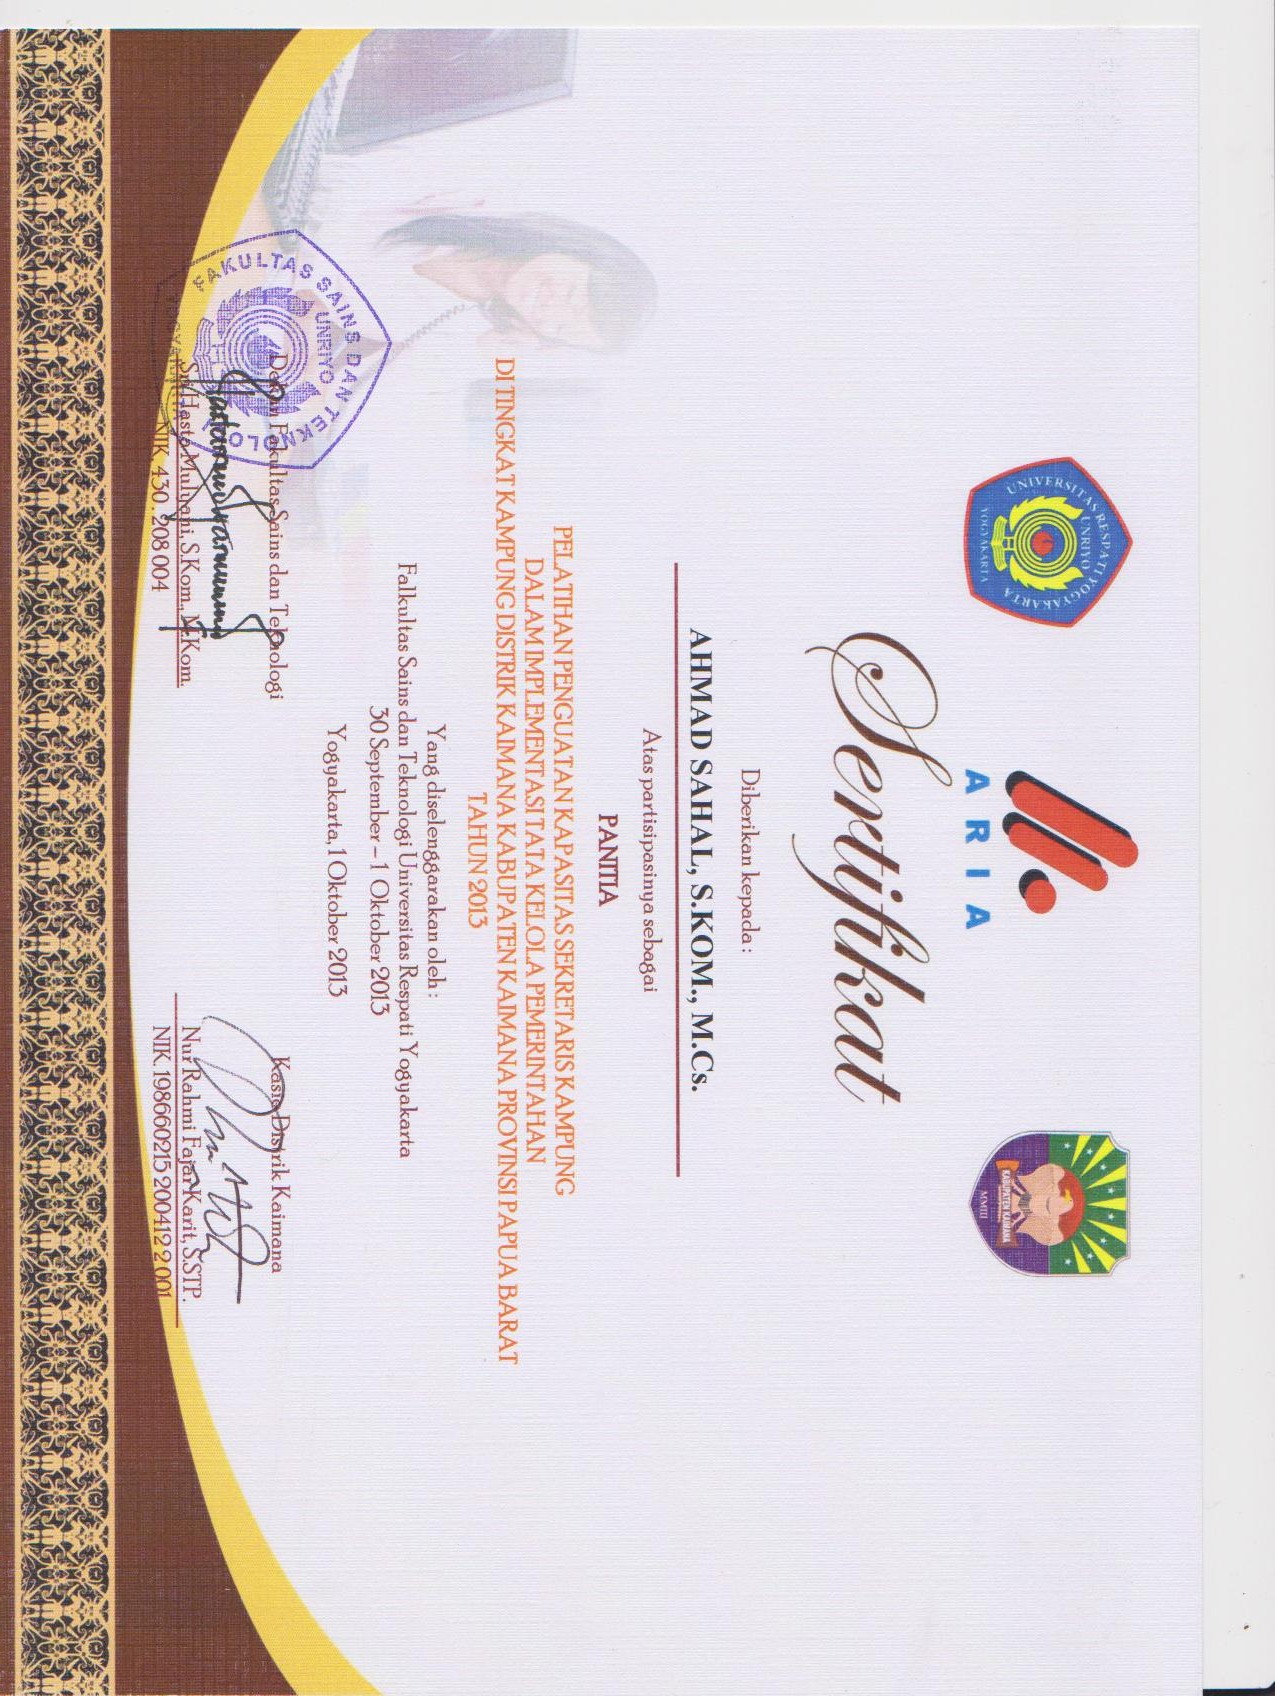 UNIVERSITAS RESPATI YOGYAKARTA
UNRIYO
YOGYAKARTA
ARIA
KABUPATEN KAIMANA
MMIII
Sertifikat
Diberikan kepada :
AHMAD SAHAL, S.KOM., M.Cs.
Atas partisipasinya sebagai
PANITIA
PELATIHAN PENGUATAN KAPASITAS SEKRETARIS KAMPUNG
DALAM IMPLEMENTASI TATA KELOLA PEMERINTAHAN
DI TINGKAT KAMPUNG DISTRIK KAIMANA KABUPATEN KAIMANA PROVINSI PAPUA BARAT
TAHUN 2013
Yang diselenggarakan oleh :
Falkultas Sains dan Teknologi Universitas Respati Yogyakarta
30 September – 1 Oktober 2013
Yogyakarta, 1 Oktober 2013
Dekan Fakultas Sains dan Teknologi
FAKULTAS SAINS DAN TEKNOLOGI
UNRIYO
Sri Hasta Mulyani, S.Kom., M.Kom.
NIK. 430. 208 004
Kasie Distrik Kaimana
Nur Rahmi Fajar Karit, S.STP.
NIK. 198660215 200412 2 001